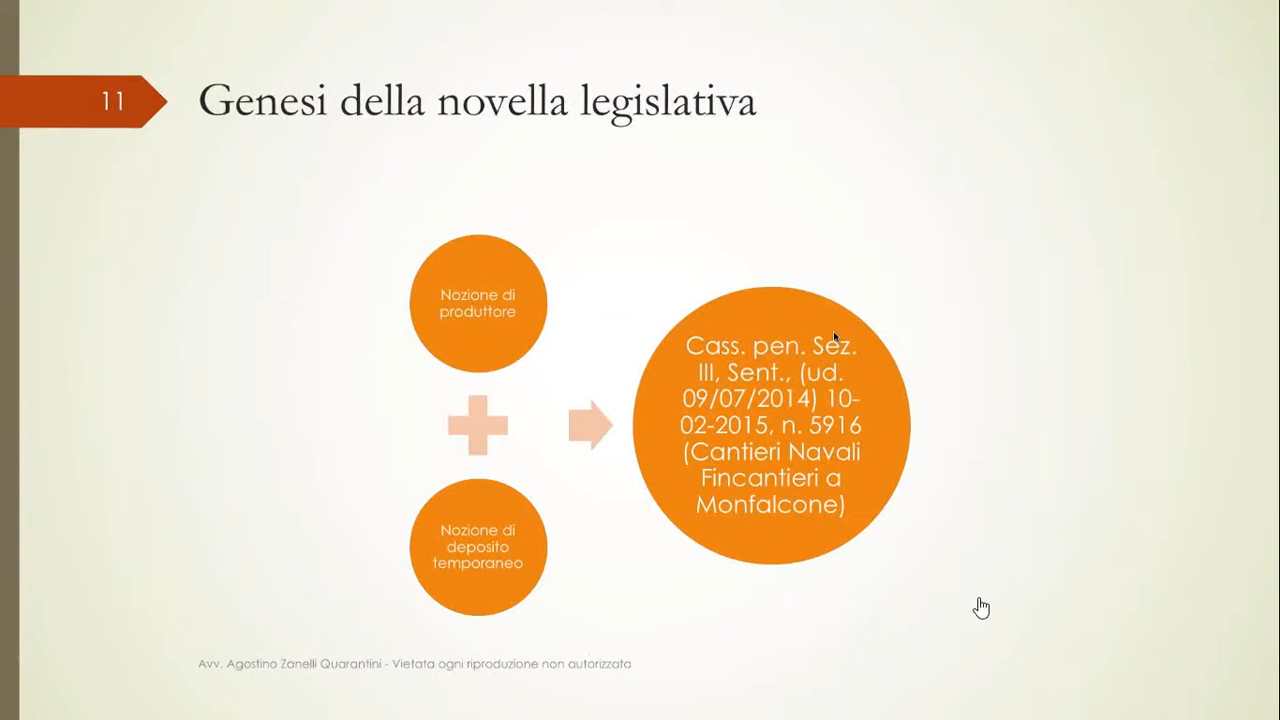 11
Genesi della novella legislativa
Nozione di
produttore
Nozione di
deposito
temporaneo
Cass. pen. Sez.
III, Sent., (ud.
09/07/2014) 10-
02-2015, n. 5916
(Cantieri Navali
Fincantieri a
Monfalcone)
Avv. Agostino Zanelli Quarantini - Vietata ogni riproduzione non autorizzata